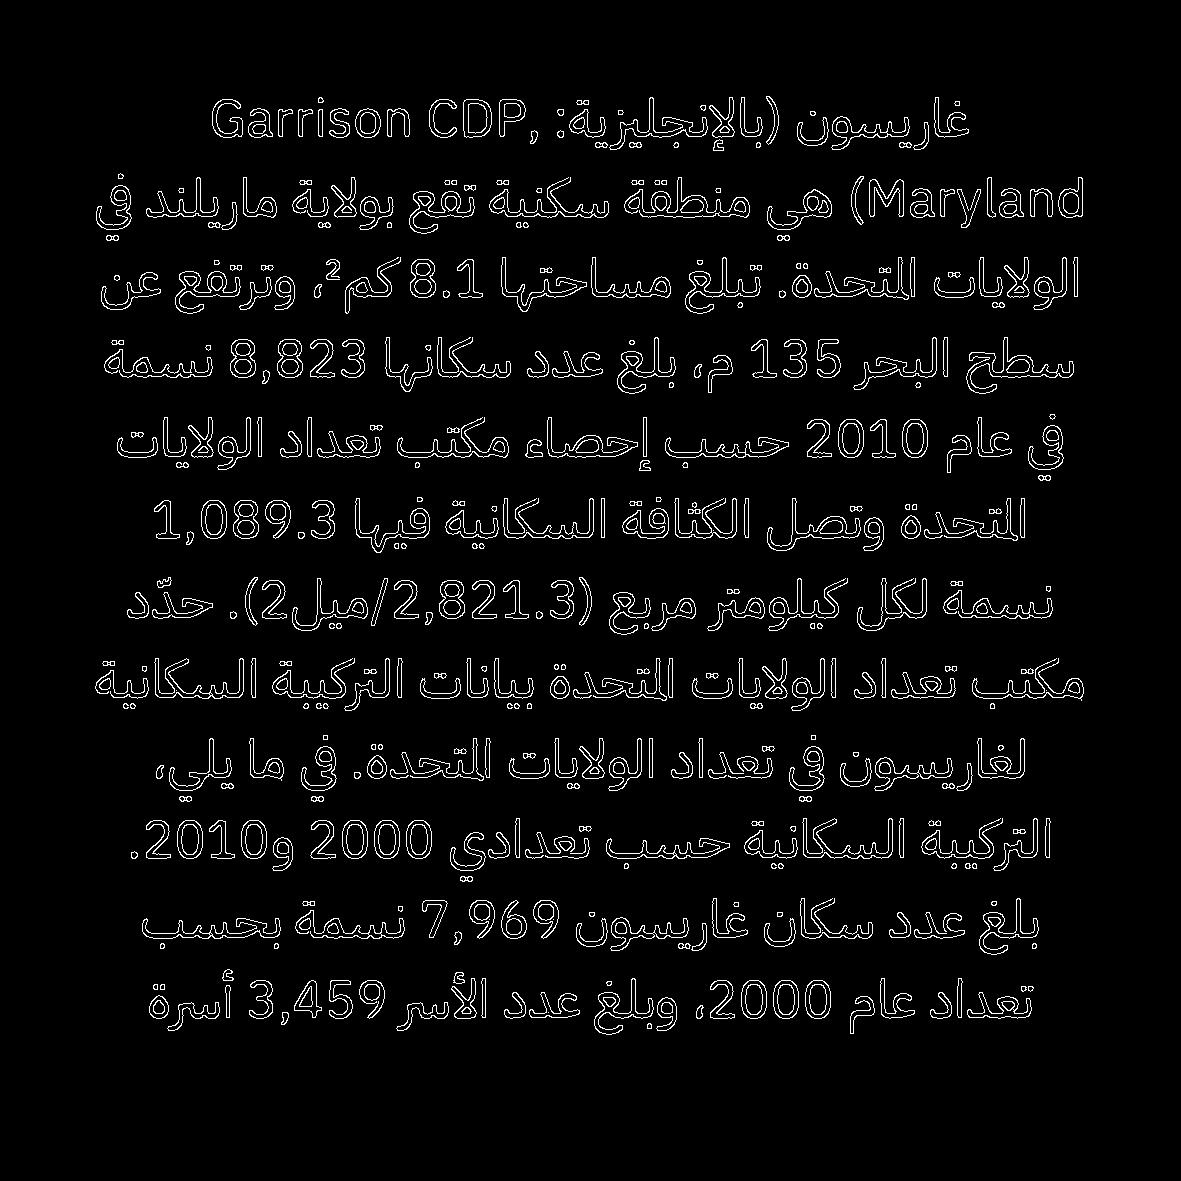 غاريسون (بالإنجليزية: Garrison CDP,
Maryland) هي منطقة سكنية تقع بولاية ماريلند في
الولايات المتحدة. تبلغ مساحتها 8.1 كم²، وترتفع عن
سطح البحر 135 م، بلغ عدد سكانها 8,823 نسمة
في عام 2010 حسب إحصاء مكتب تعداد الولايات
المتحدة وتصل الكثافة السكانية فيها 1,089.3
نسمة لكل كيلومتر مربع (2,821.3/ميل2). حدّد
مكتب تعداد الولايات المتحدة بيانات التركيبة السكانية
لغاريسون في تعداد الولايات المتحدة. في ما يلي،
التركيبة السكانية حسب تعدادي 2000 و2010.
بلغ عدد سكان غاريسون 7,969 نسمة بحسب
تعداد عام 2000، وبلغ عدد الأسر 3,459 أسرة